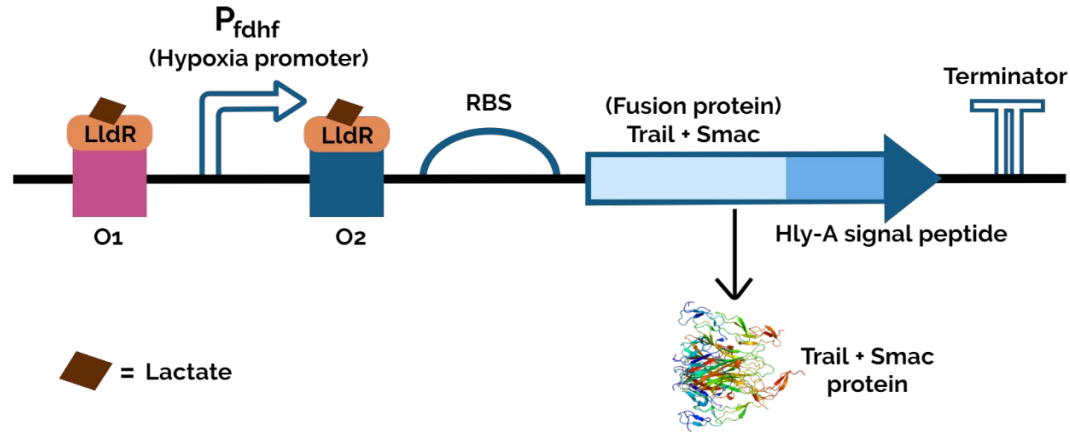 Pfdhf
(Hypoxia promoter)
LldR
O1
LldR
O2
RBS
(Fusion protein)
Trail + Smac
Hly-A signal peptide
Terminator
Trail + Smac
protein
= Lactate